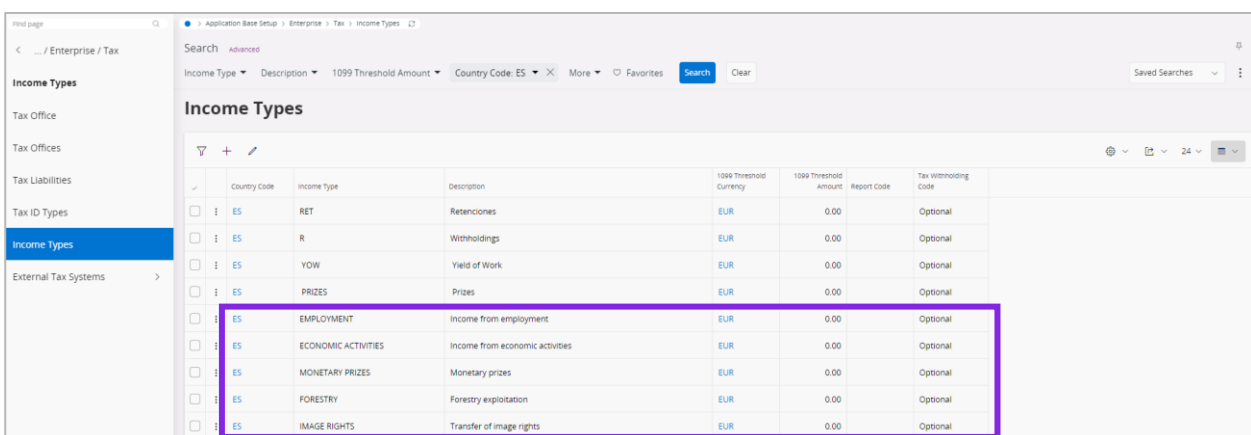 Find page
> Application Base Setup > Enterprise > Tax > Income Types
< ... / Enterprise / Tax
Search Advanced
Income Type Description 1099 Threshold Amount Country Code: ES More Favorites Search Clear Saved Searches
Income Types
Income Types
Tax Office
Tax Offices
Tax Liabilities
Tax ID Types
Income Types
External Tax Systems >
24
Country Code Income Type Description 1099 Threshold Currency 1099 Threshold Amount Report Code Tax Withholding Code
ES RET Retenciones EUR 0.00 Optional
ES R Withholdings EUR 0.00 Optional
ES YOW Yield of Work EUR 0.00 Optional
ES PRIZES Prizes EUR 0.00 Optional
ES EMPLOYMENT Income from employment EUR 0.00 Optional
ES ECONOMIC ACTIVITIES Income from economic activities EUR 0.00 Optional
ES MONETARY PRIZES Monetary prizes EUR 0.00 Optional
ES FORESTRY Forestry exploitation EUR 0.00 Optional
ES IMAGE RIGHTS Transfer of image rights EUR 0.00 Optional